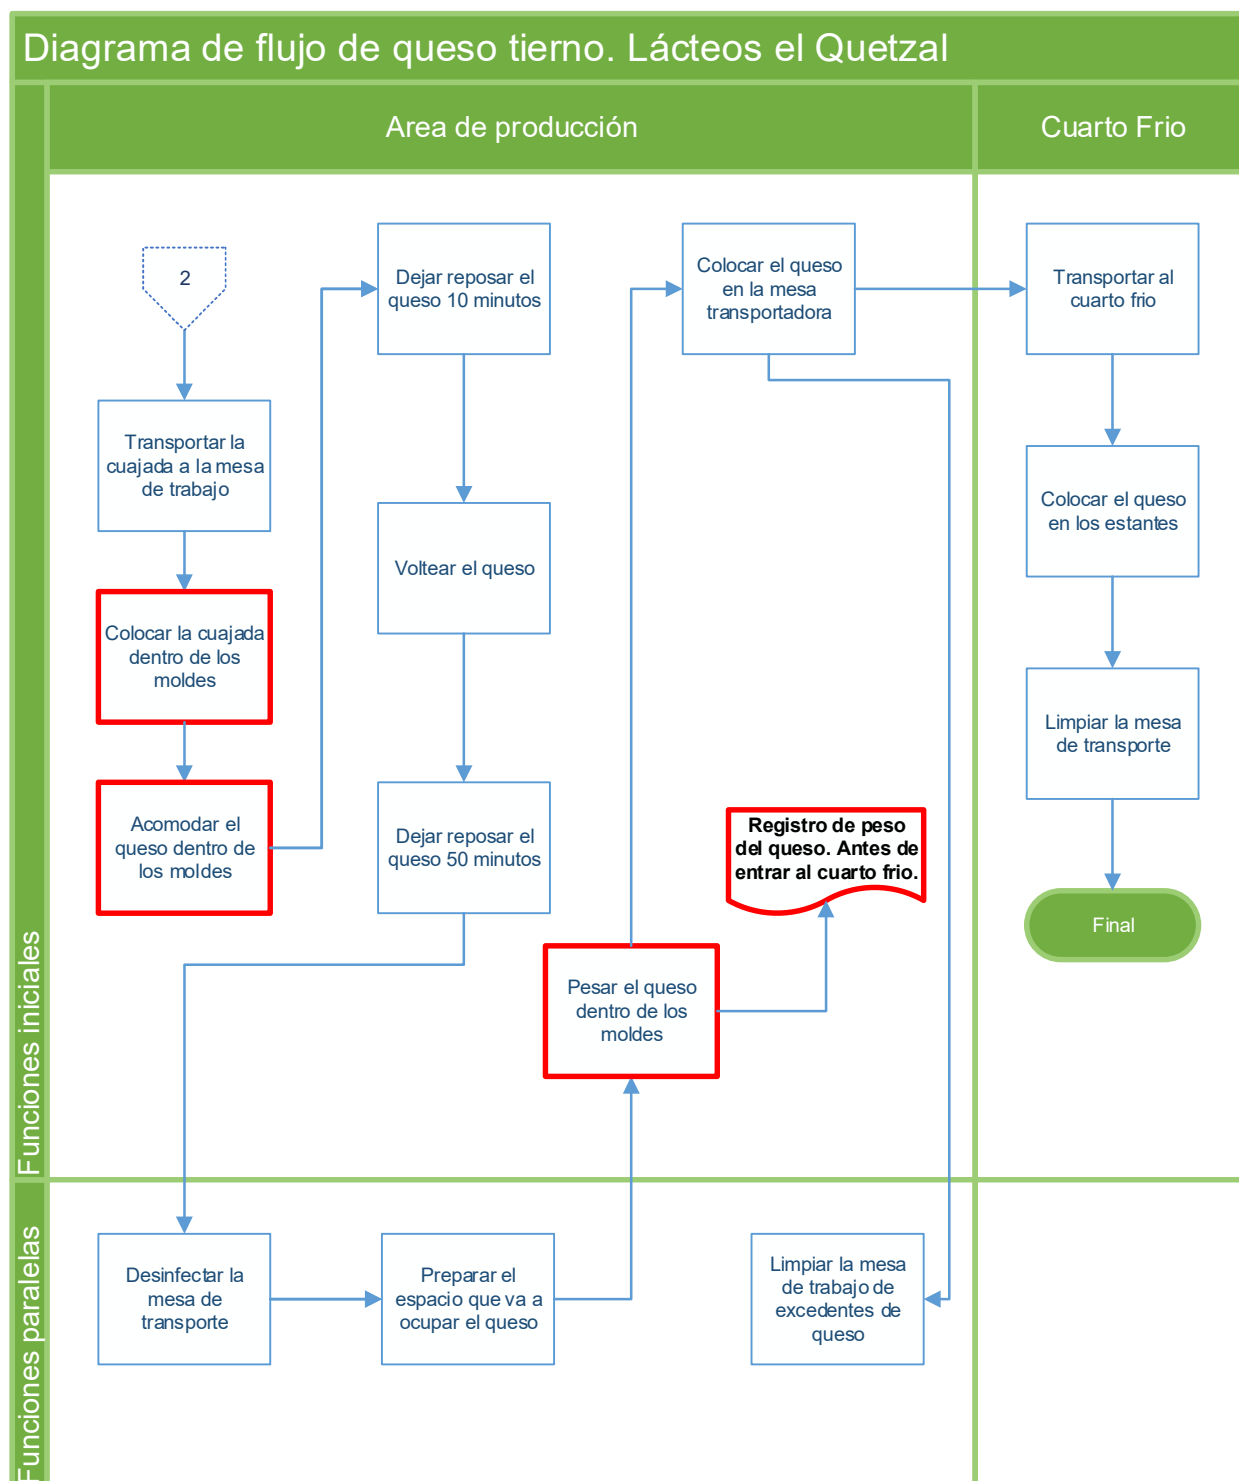 Diagrama de flujo de queso tierno. Lácteos el Quetzal
Area de producción
Cuarto Frio
Funciones iniciales
2
Transportar la
cuajada a la mesa
de trabajo
Colocar la cuajada
dentro de los
moldes
Acomodar el
queso dentro de
los moldes
Dejar reposar el
queso 10 minutos
Voltear el queso
Dejar reposar el
queso 50 minutos
Pesar el queso
dentro de los
moldes
Registro de peso
del queso. Antes de
entrar al cuarto frio.
Colocar el queso
en la mesa
transportadora
Transportar al
cuarto frio
Colocar el queso
en los estantes
Limpiar la mesa
de transporte
Final
Funciones paralelas
Desinfectar la
mesa de
transporte
Preparar el
espacio que va a
ocupar el queso
Limpiar la mesa
de trabajo de
excedentes de
queso